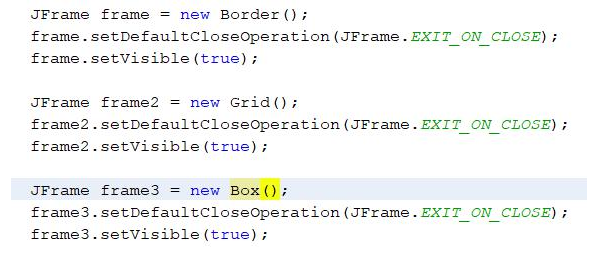 JFrame frame = new Border();
frame.setDefaultCloseOperation(JFrame.EXIT_ON_CLOSE);
frame.setVisible(true);
JFrame frame2 = new Grid();
frame2.setDefaultCloseOperation(JFrame.EXIT_ON_CLOSE);
frame2.setVisible(true);
JFrame frame3 = new Box();
frame3.setDefaultCloseOperation(JFrame.EXIT_ON_CLOSE);
frame3.setVisible(true);